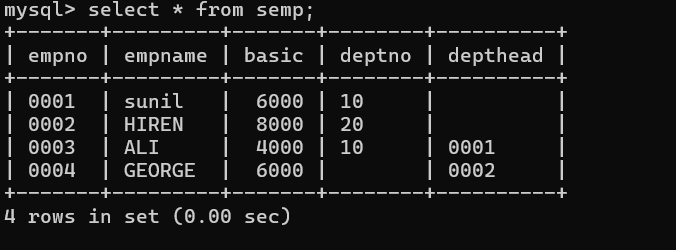 mysql> select * from semp;
+-------+---------+-------+--------+----------+
| empno | empname | basic | deptno | depthead |
+-------+---------+-------+--------+----------+
| 0001  | sunil   |  6000 | 10     |          |
| 0002  | HIREN   |  8000 | 20     |          |
| 0003  | ALI     |  4000 | 10     | 0001     |
| 0004  | GEORGE  |  6000 |        | 0002     |
+-------+---------+-------+--------+----------+
4 rows in set (0.00 sec)